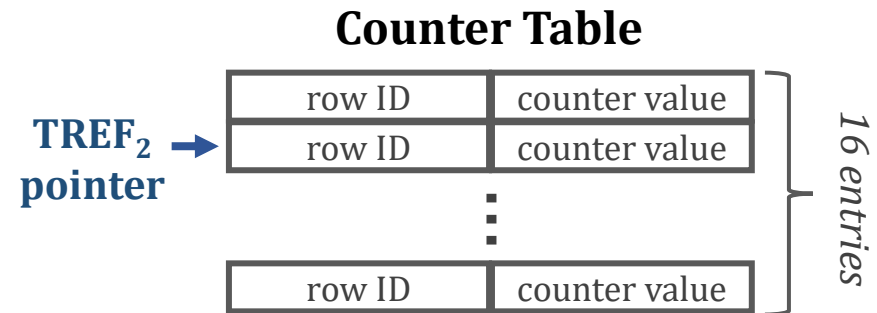 Counter Table
row ID counter value
TREF₂ pointer
row ID counter value
row ID counter value
16 entries